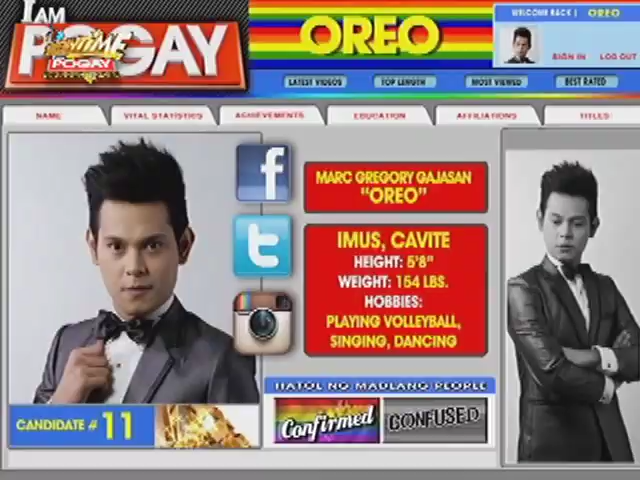 I AM
POGAY
SHOWTIME
POGAY
OREO
WELCOME BACK! OREO
SIGN IN LOG OUT
LATEST VIDEOS TOP LENGTH MOST VIEWED BEST RATED
NAME VITAL STATISTICS ACHIEVEMENTS EDUCATION AFFILIATIONS TITLES
MARC GREGORY GAJASAN
"OREO"
IMUS, CAVITE
HEIGHT: 5'8"
WEIGHT: 154 LBS.
HOBBIES:
PLAYING VOLLEYBALL,
SINGING, DANCING
HATOL NG MADLANG PEOPLE
Confirmed CONFUSED
CANDIDATE # 11